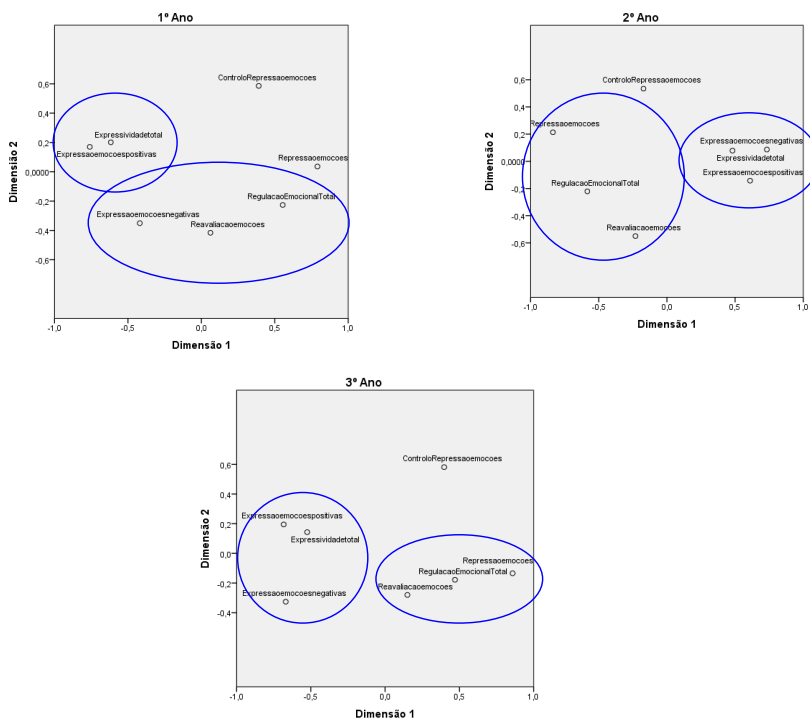 1º Ano
ControloRepressaoemocoes
Expressividadetotal
Expressaoemocoespositivas
Repressaoemocoes
RegulacaoEmocionalTotal
Expressaoemocoesnegativas
Reavaliacaoemocoes
0,6
0,4
0,2
0,0000
-0,2
-0,4
-0,6
Dimensão 2
-1,0 -0,5 0,0 0,5 1,0
Dimensão 1
2º Ano
ControloRepressaoemocoes
Repressaoemocoes
Expressaoemocoesnegativas
Expressividadetotal
Expressaoemocoespositivas
RegulacaoEmocionalTotal
Reavaliacaoemocoes
0,6
0,4
0,2
0,0000
-0,2
-0,4
-0,6
Dimensão 2
-1,0 -0,5 0,0 0,5 1,0
Dimensão 1
3º Ano
ControloRepressaoemocoes
Expressaoemocoespositivas
Expressividadetotal
Repressaoemocoes
RegulacaoEmocionalTotal
Reavaliacaoemocoes
Expressaoemocoesnegativas
0,6
0,4
0,2
0,0
-0,2
-0,4
Dimensão 2
-1,0 -0,5 0,0 0,5 1,0
Dimensão 1